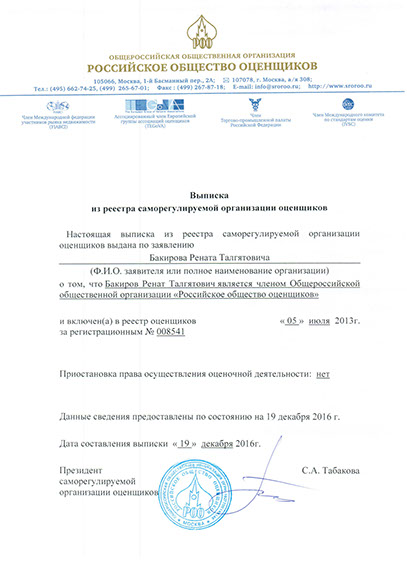 РОО
ОБЩЕРОССИЙСКАЯ ОБЩЕСТВЕННАЯ ОРГАНИЗАЦИЯ
РОССИЙСКОЕ ОБЩЕСТВО ОЦЕНЩИКОВ
105066, Москва, 1-й Басманный пер., 2А; ✉ 107078, г. Москва, а/я 308;
Тел.: (495) 662-74-25, (499) 265-67-01; Факс: (499) 267-87-18; E-mail: info@sroroo.ru; http://www.sroroo.ru
Член Международной федерации
участников рынка недвижимости
(FIABCI)
Ассоциированный член Европейской
группы ассоциаций оценщиков
(TEGoVA)
Член
Торгово-промышленной палаты
Российской Федерации
Член Международного комитета
по стандартам оценки
(IVSC)
Выписка
из реестра саморегулируемой организации оценщиков
Настоящая выписка из реестра саморегулируемой организации
оценщиков выдана по заявлению
Бакирова Рената Талгятовича
(Ф.И.О. заявителя или полное наименование организации)
о том, что Бакиров Ренат Талгятович является членом Общероссийской
общественной организации «Российское общество оценщиков»
и включен(а) в реестр оценщиков « 05 » июля 2013г.
за регистрационным № 008541
Приостановка права осуществления оценочной деятельности: нет
Данные сведения предоставлены по состоянию на 19 декабря 2016 г.
Дата составления выписки « 19 » декабря 2016г.
Президент С.А. Табакова
саморегулируемой
организации оценщиков
РОО
МОСКВА